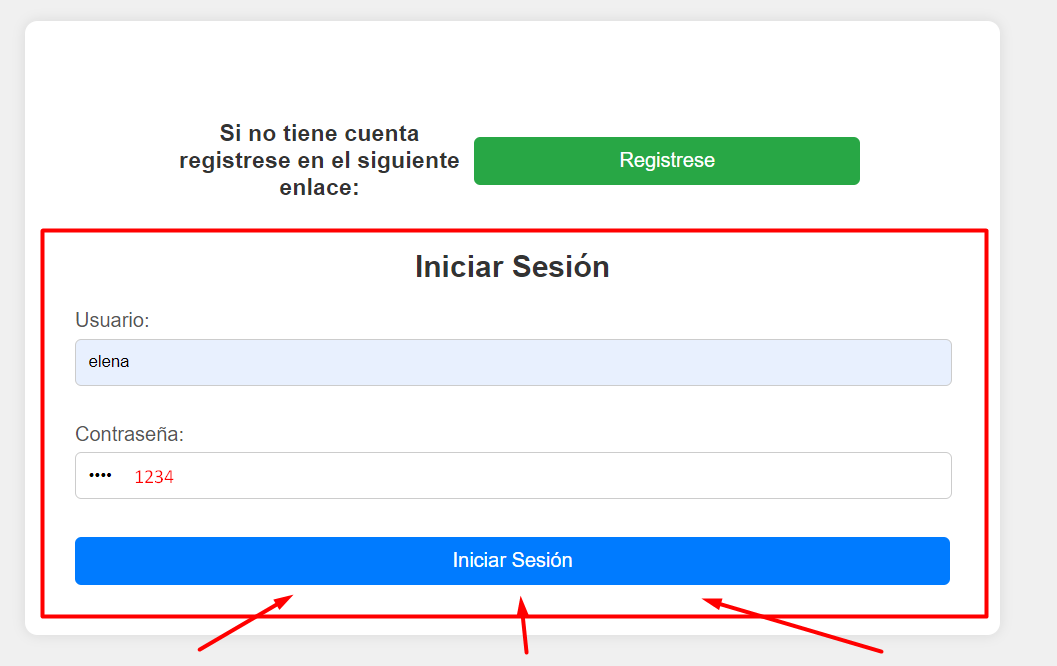 Si no tiene cuenta
registrese en el siguiente
enlace:
Registrese
Iniciar Sesión
Usuario:
elena
Contraseña:
•••• 1234
Iniciar Sesión